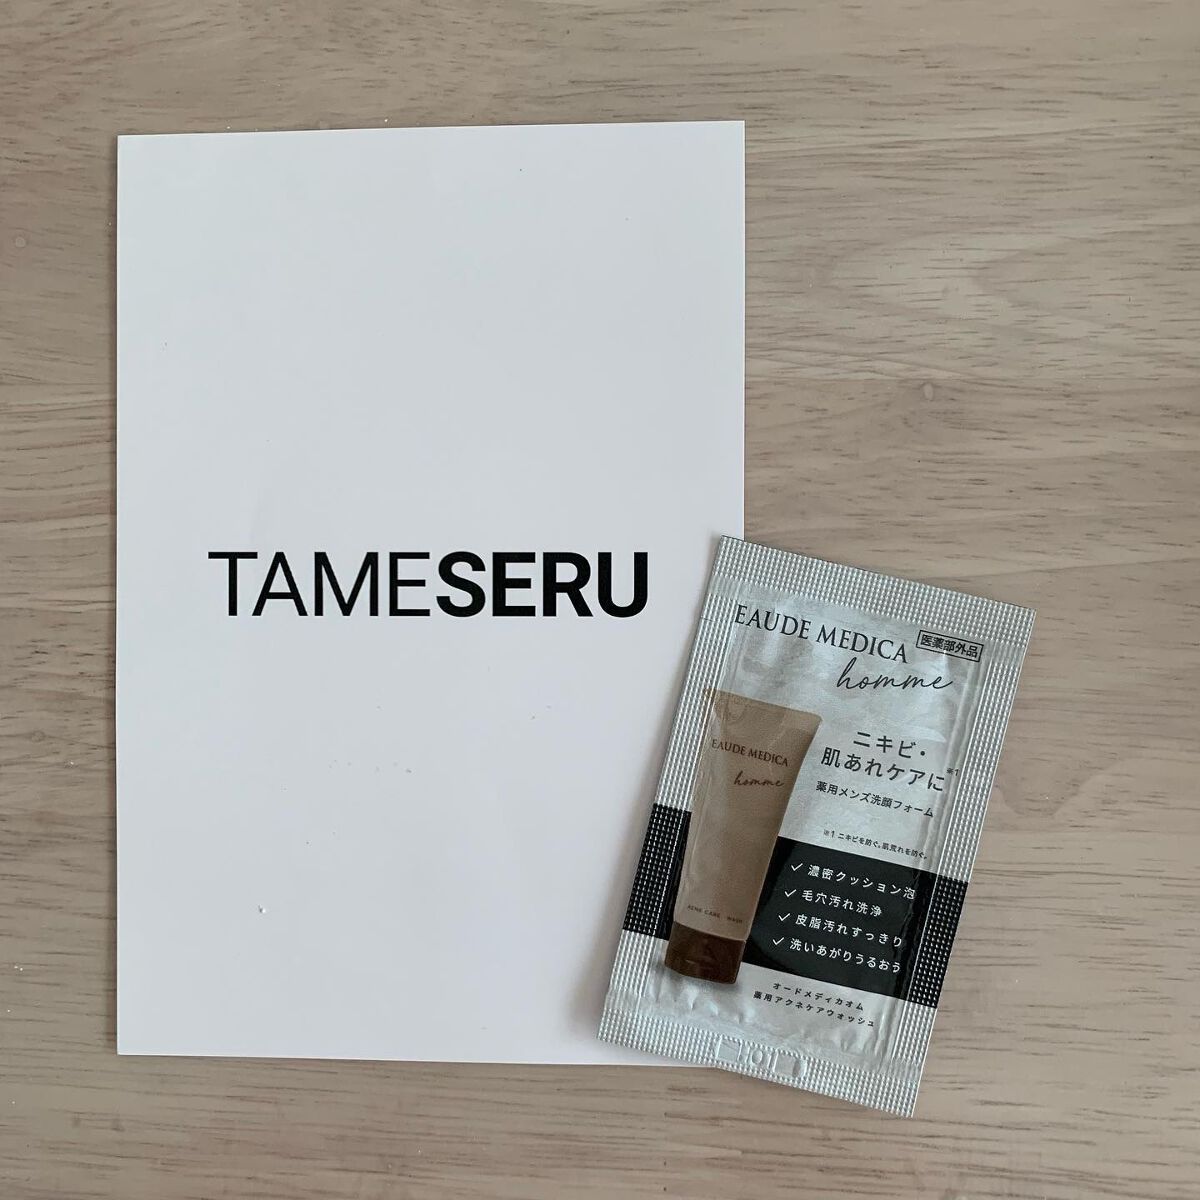 TAMESERU
EAUDE MEDICA
医薬部外品
homme
ニキビ・
肌あれケアに※1
薬用メンズ洗顔フォーム
※1 ニキビを防ぐ。肌荒れを防ぐ。
EAUDE MEDICA
homme
ACNE CARE WASH
✓ 濃密クッション泡
✓ 毛穴汚れ洗浄
✓ 皮脂汚れすっきり
✓ 洗いあがりうるおう
オードメディカオム
薬用アクネケアウォッシュ